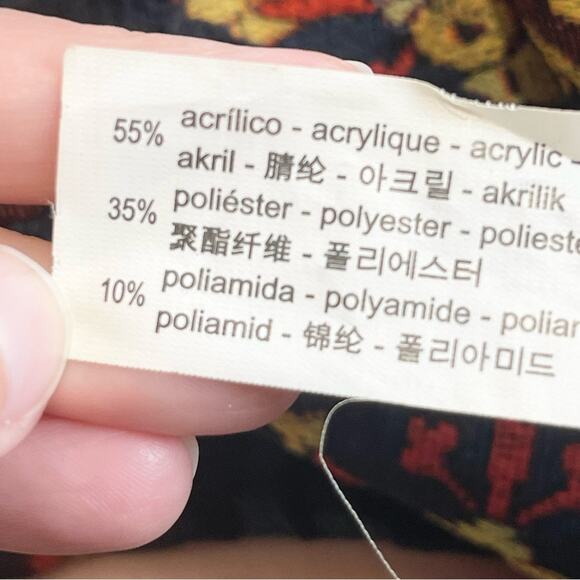 55% acrílico - acrylique - acrylic -
akril - 腈纶 - 아크릴 - akrilik
35% poliéster - polyester - polieste
聚酯纤维 - 폴리에스터
10% poliamida - polyamide - poliam
poliamid - 锦纶 - 폴리아미드